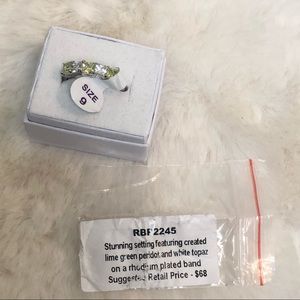 SIZE
9
RBF2245
Stunning setting featuring created
lime green peridot and white topaz
on a rhodium plated band
Suggested Retail Price - $68